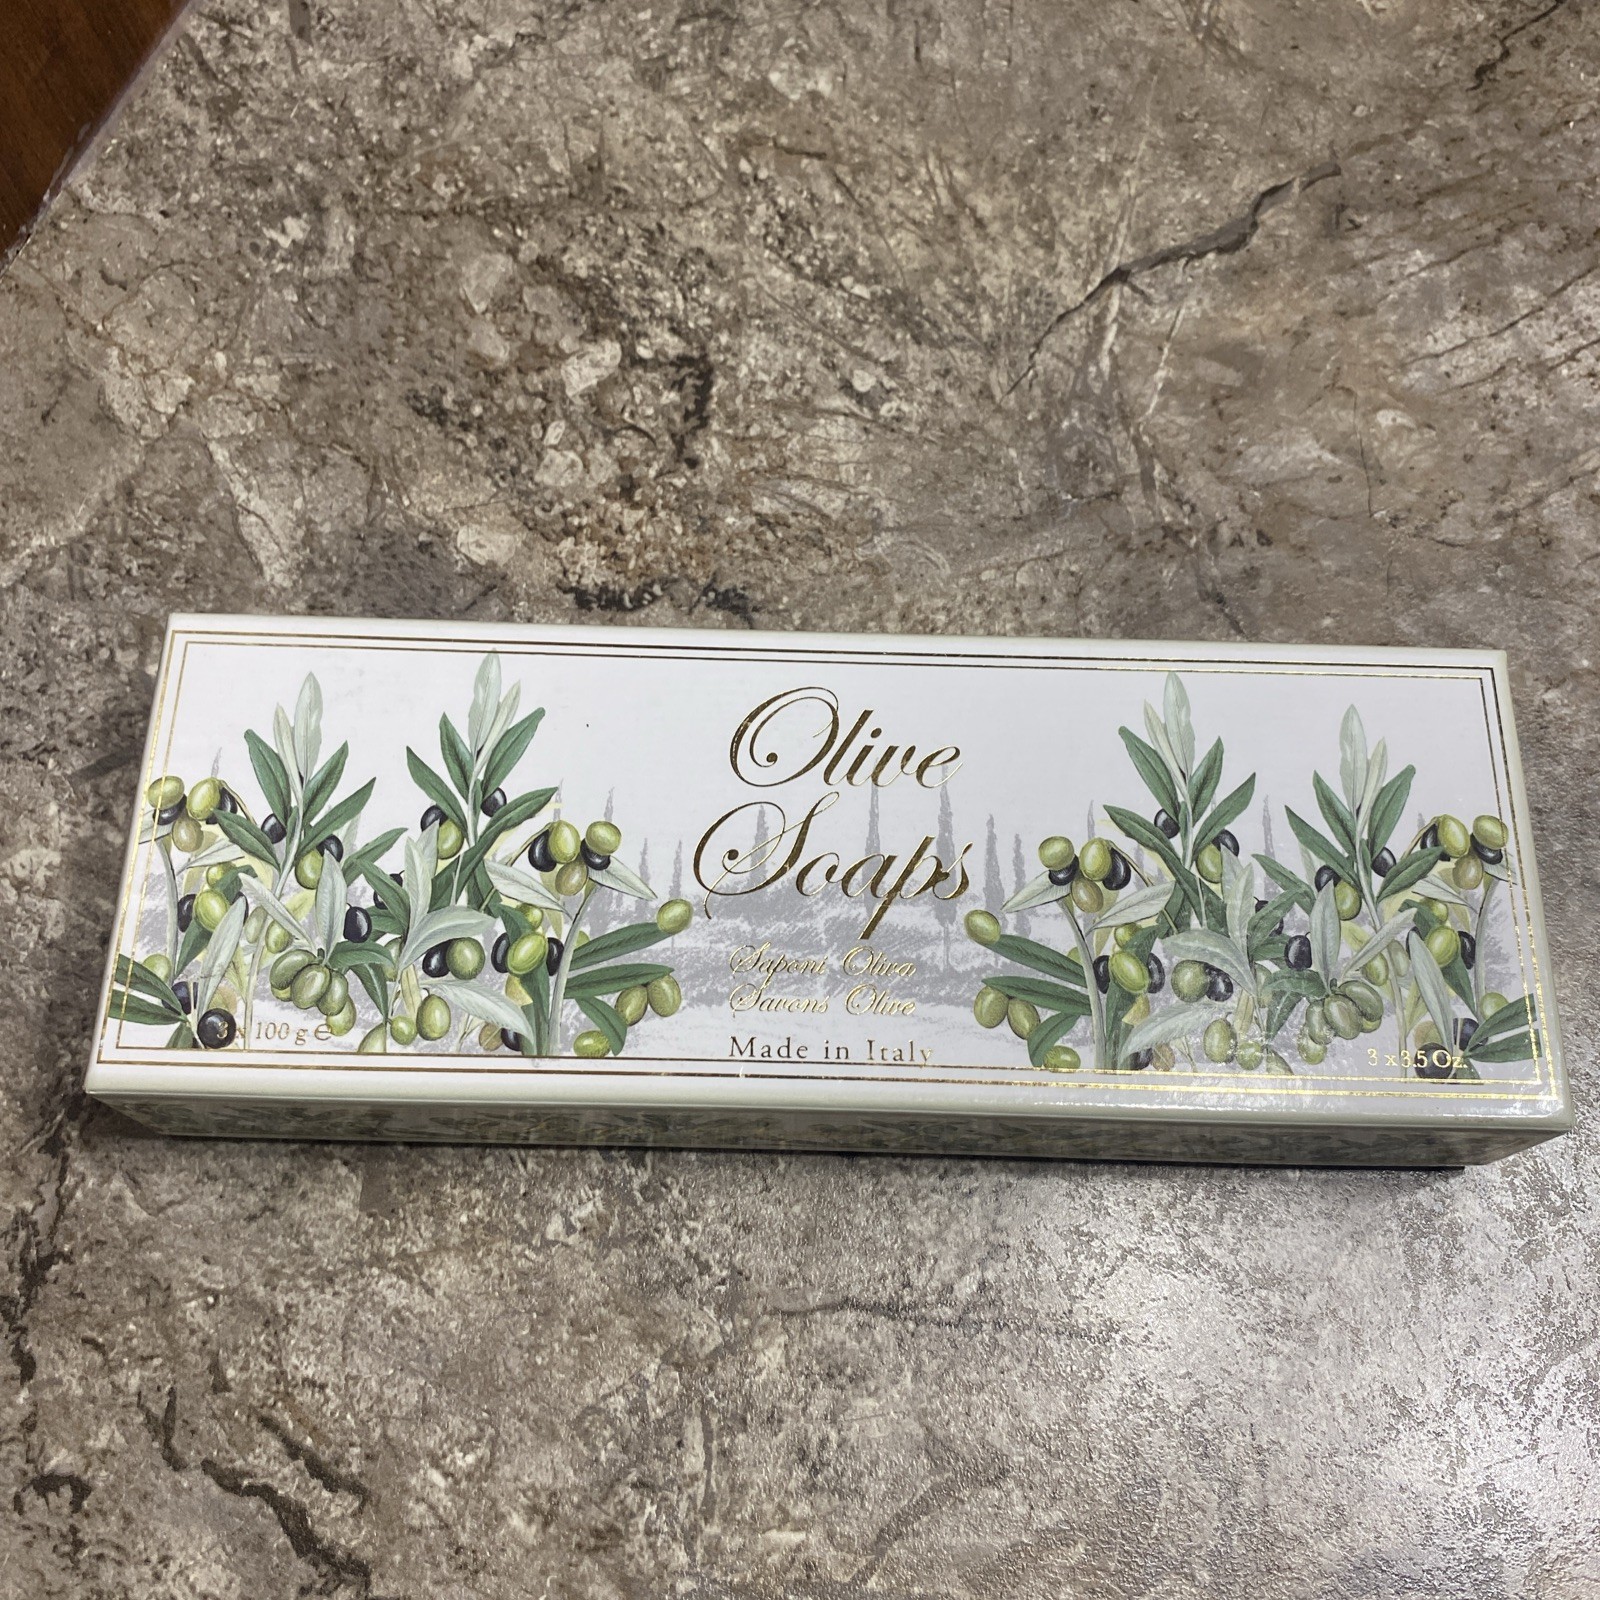 Olive
Soaps
Saponi Oliva
Savons Olive
Made in Italy
3 x 100 g ℮
3 x 3.5 Oz.